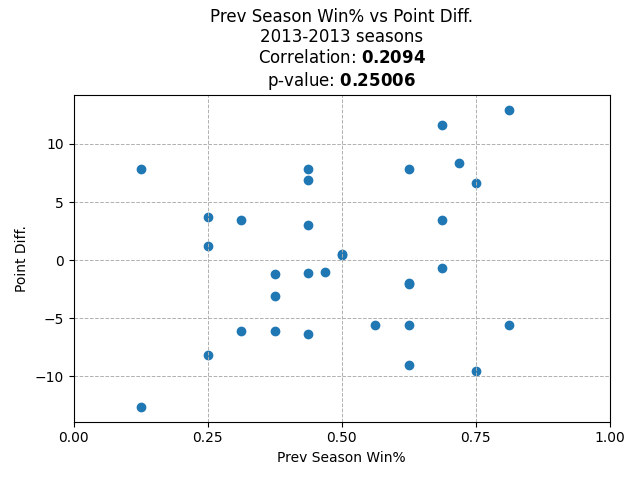 Prev Season Win% vs Point Diff.
2013-2013 seasons
Correlation: 0.2094
p-value: 0.25006
10
5
0
−5
−10
Point Diff.
0.00 0.25 0.50 0.75 1.00
Prev Season Win%